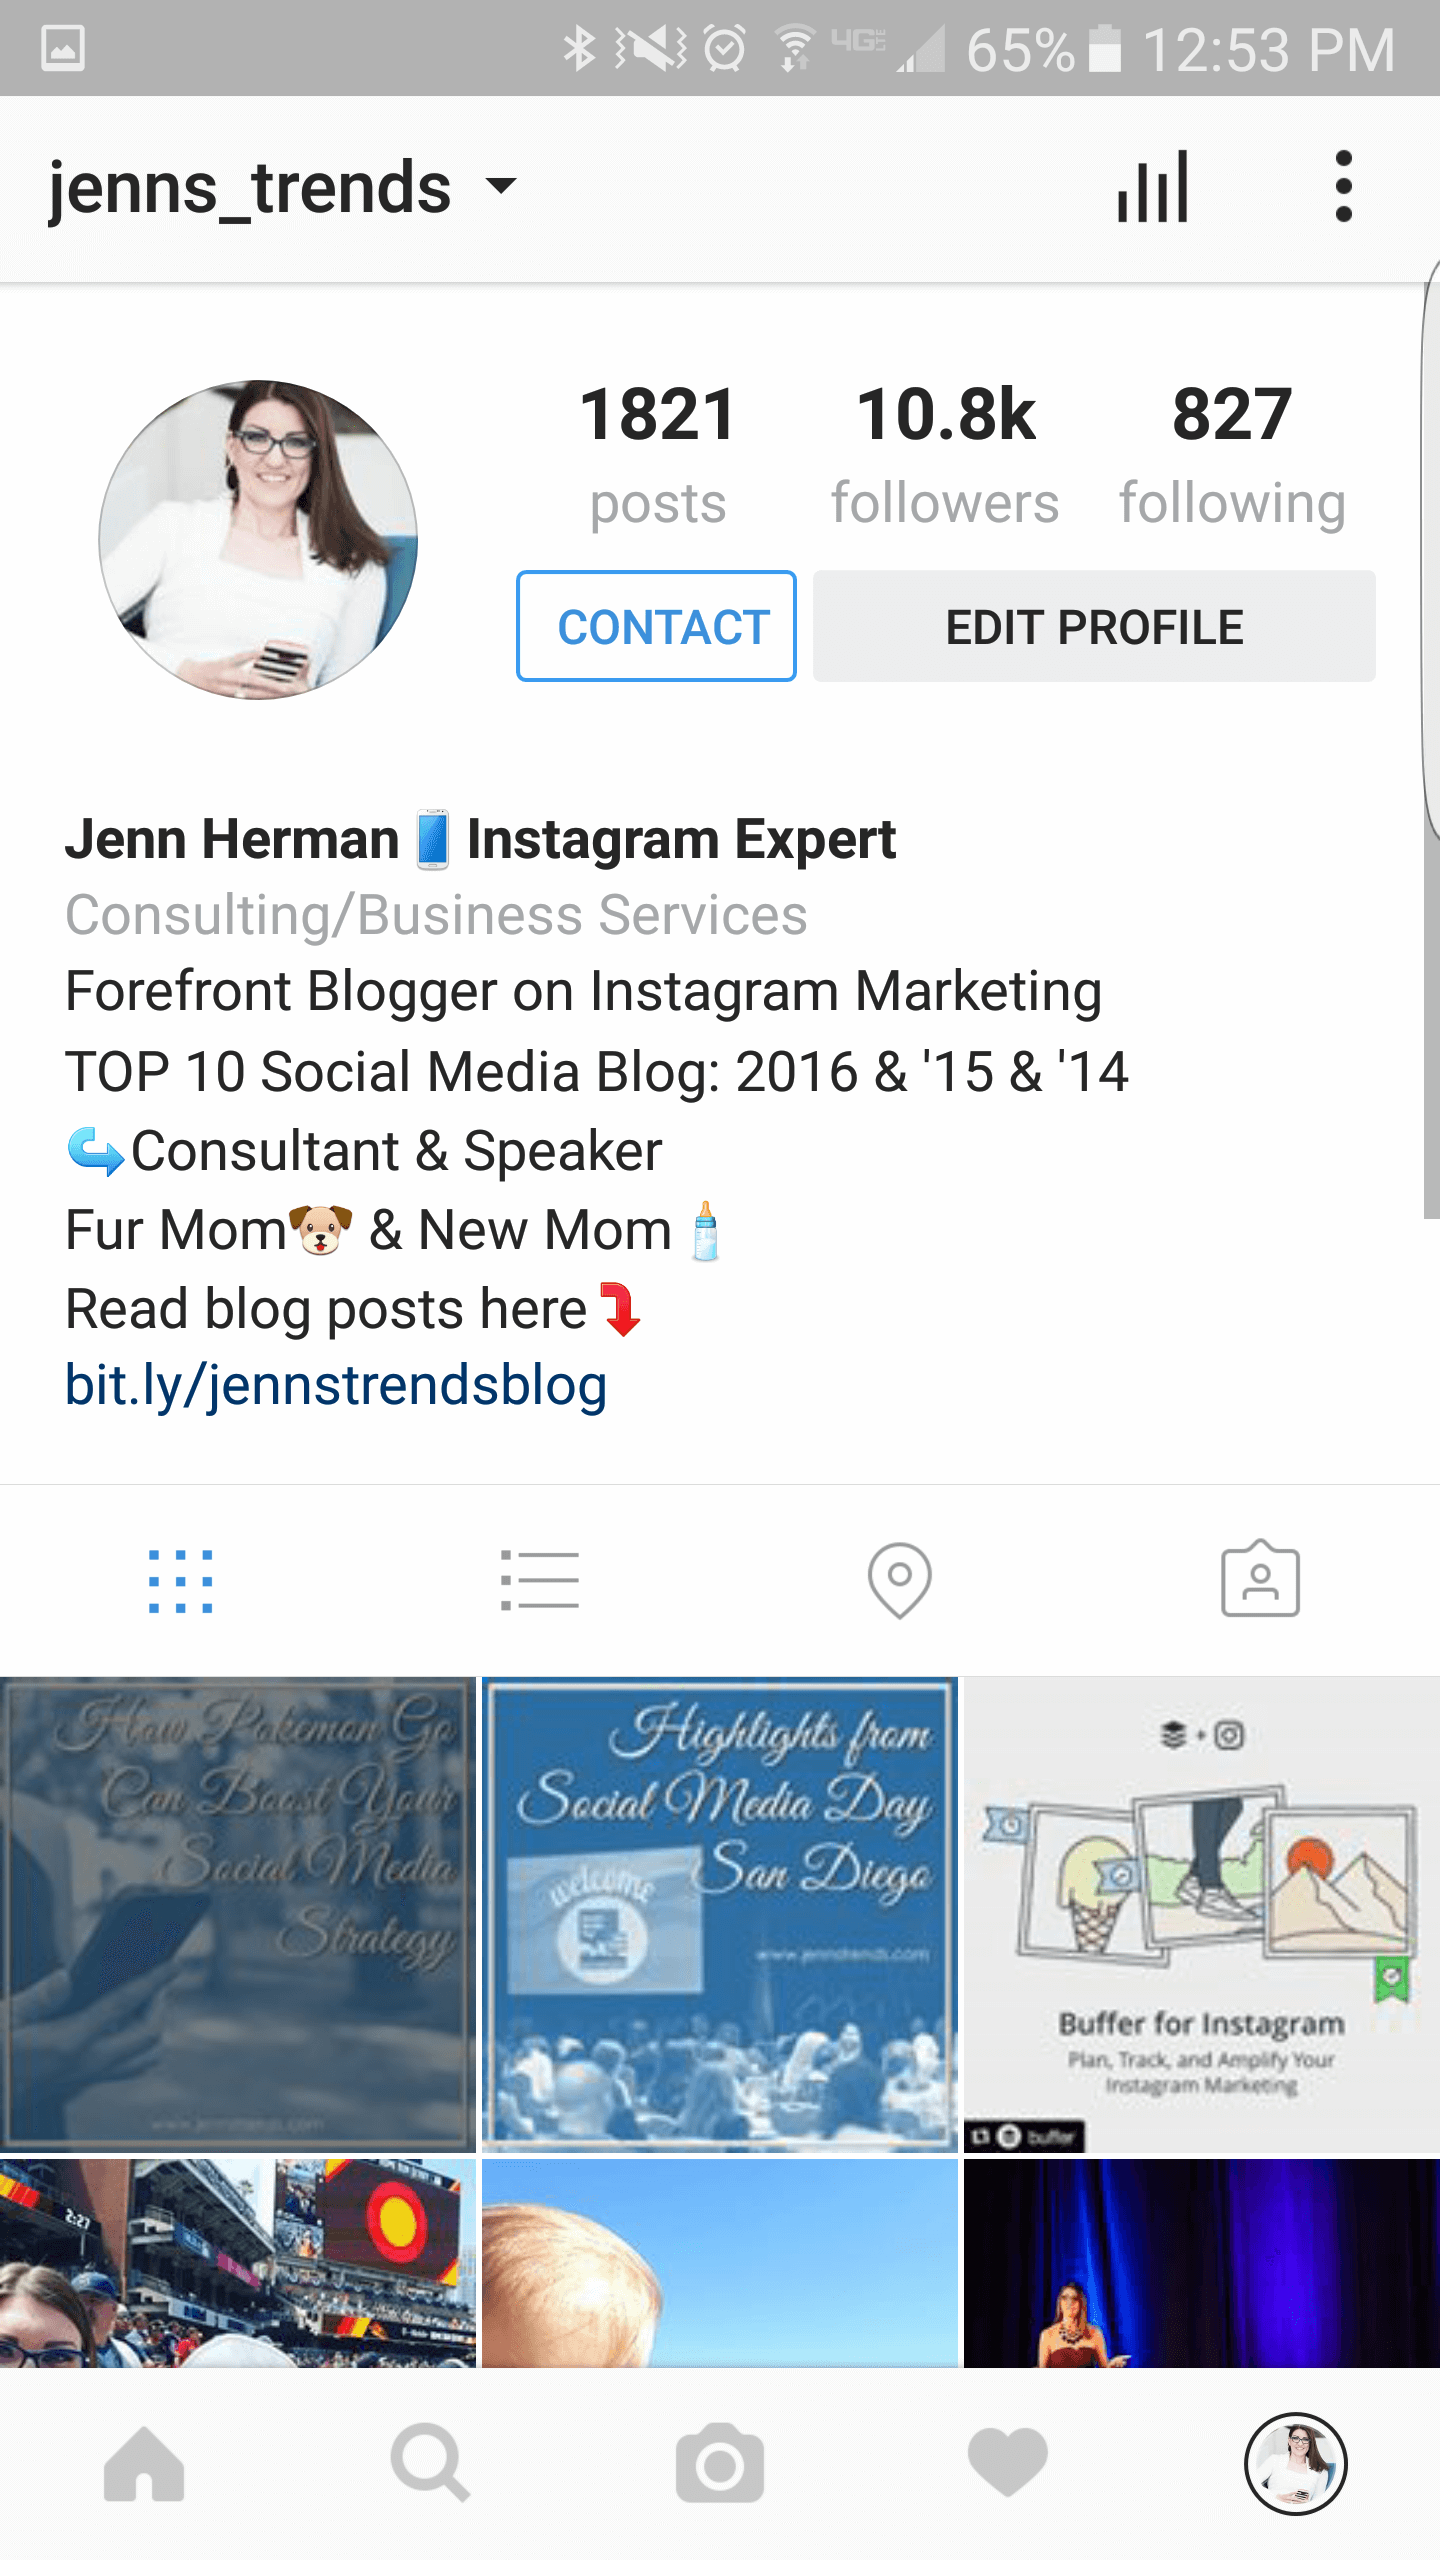 65% 12:53 PM
jenns_trends
1821 10.8k 827
posts followers following
CONTACT EDIT PROFILE
Jenn Herman📱Instagram Expert
Consulting/Business Services
Forefront Blogger on Instagram Marketing
TOP 10 Social Media Blog: 2016 & '15 & '14
↪Consultant & Speaker
Fur Mom🐶 & New Mom🍼
Read blog posts here⤵
bit.ly/jennstrendsblog
How Pokemon Go
Can Boost Your
Social Media
Strategy
www.jennstrends.com
Highlights from
Social Media Day
San Diego
welcome
www.jennstrends.com
+
Buffer for Instagram
Plan, Track, and Amplify Your
Instagram Marketing
buffer
2:27